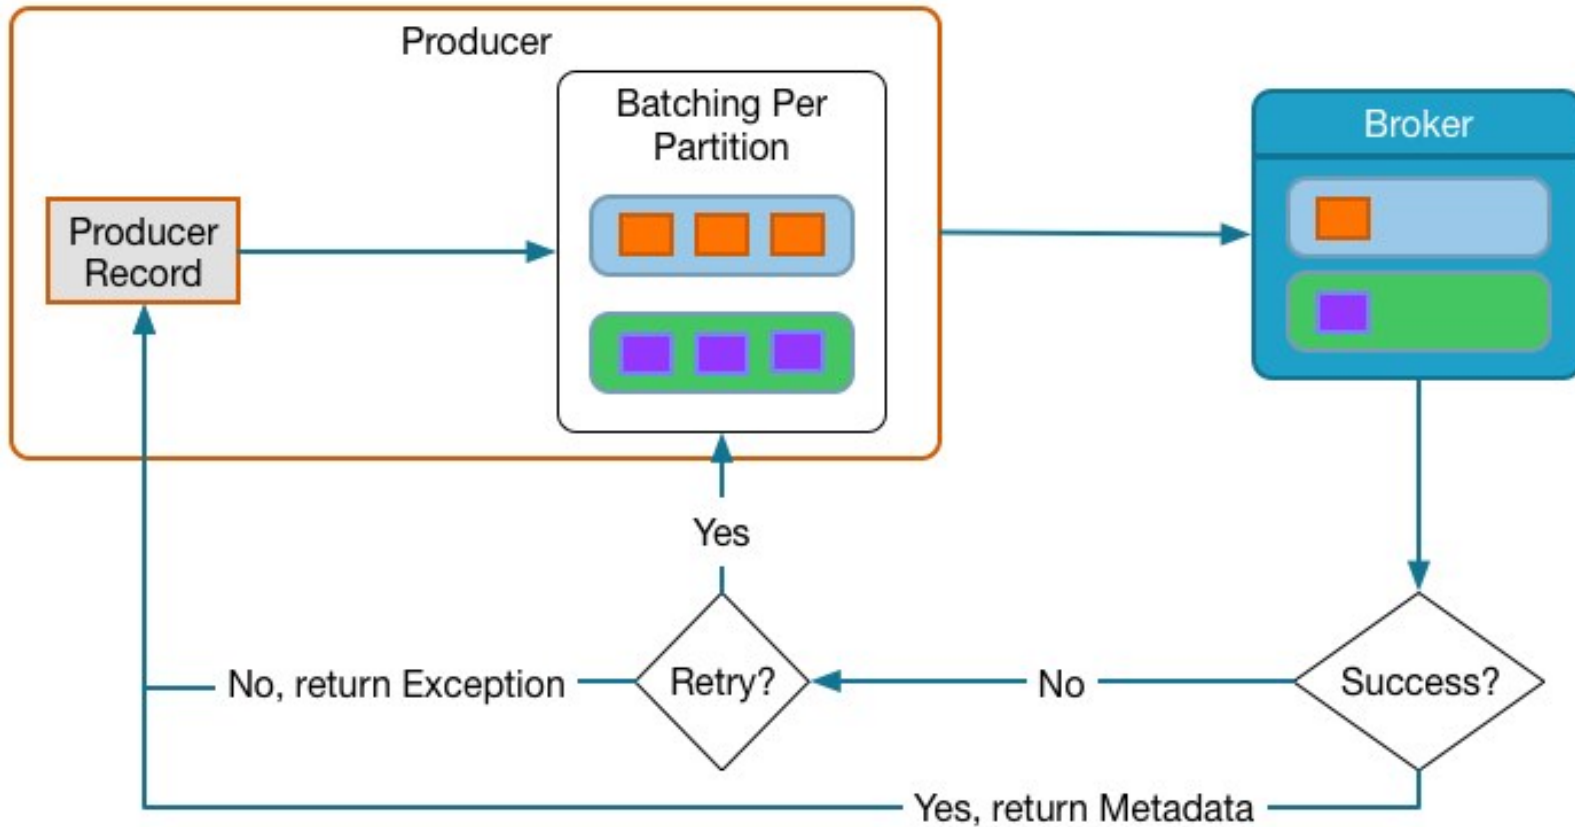 Producer
Batching Per
Partition
Broker
Producer
Record
Yes
No, return Exception
Retry?
No
Success?
Yes, return Metadata